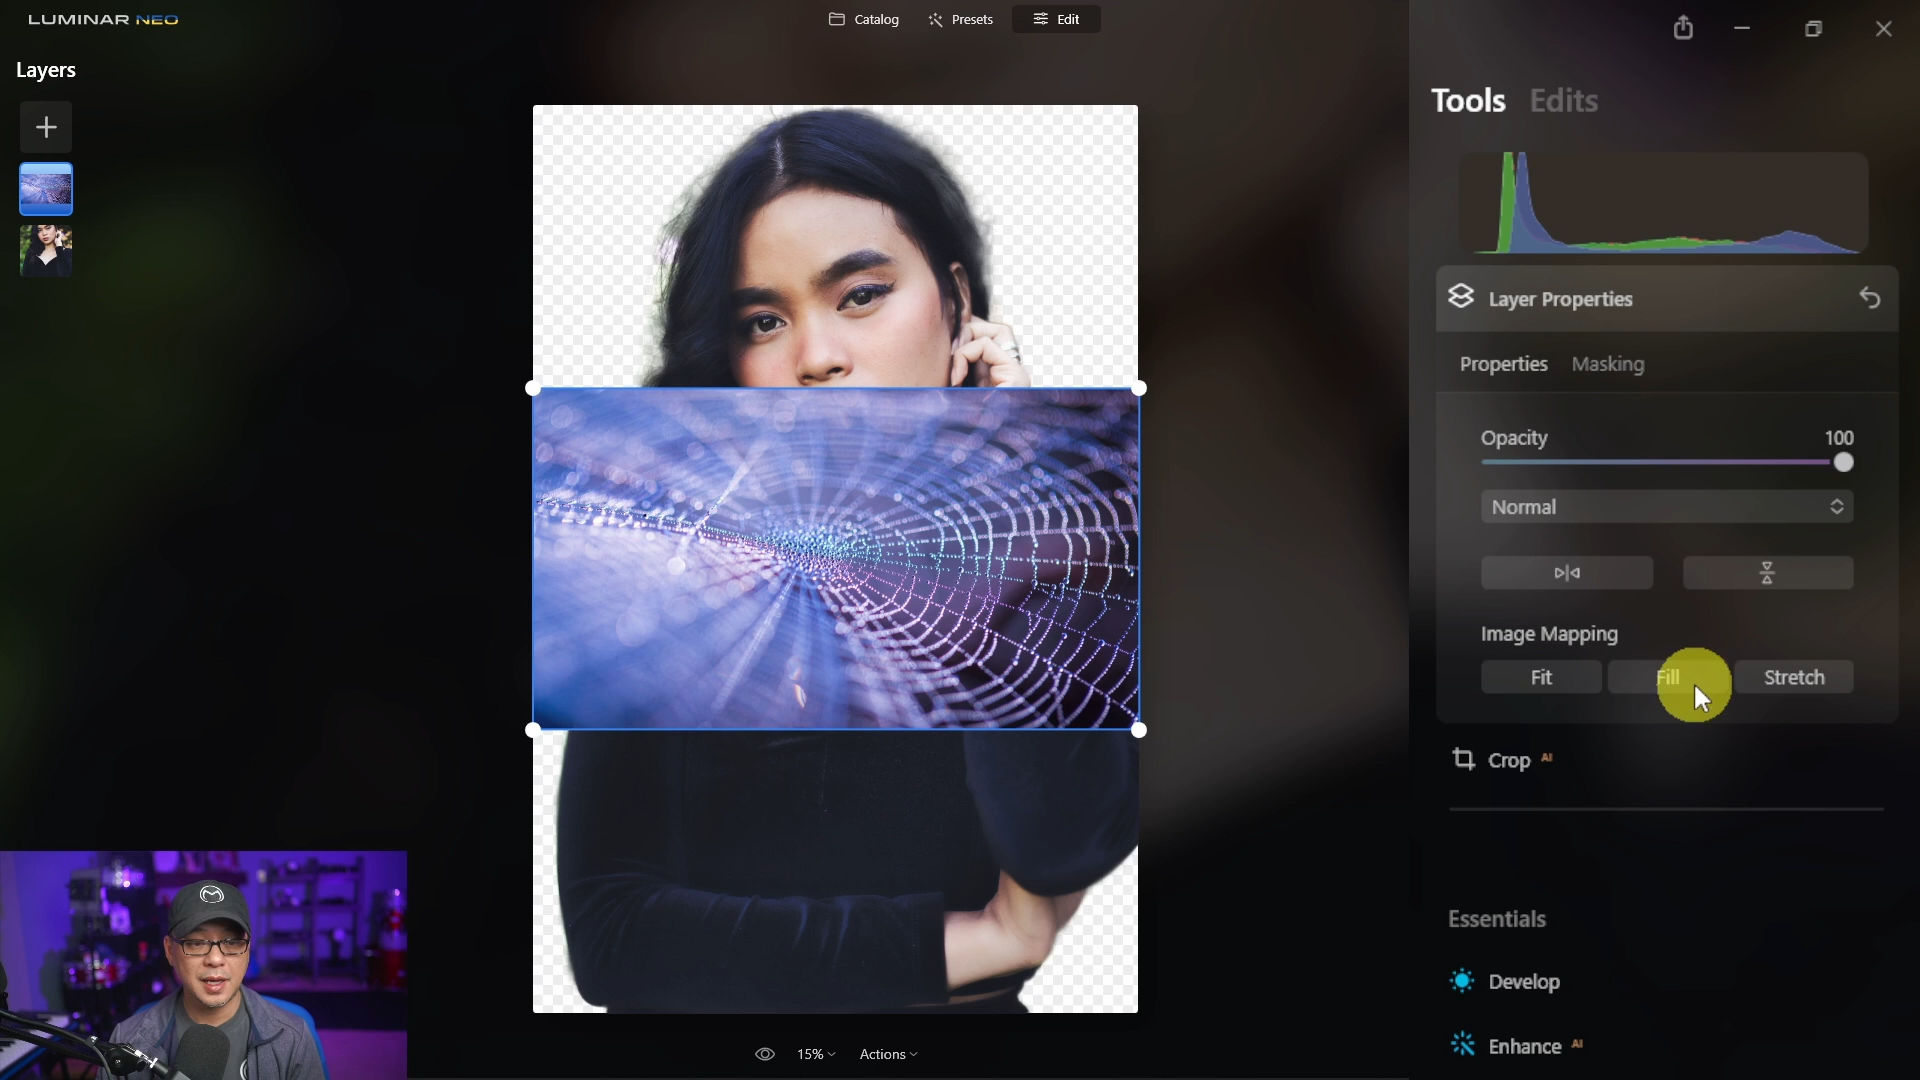 LUMINAR NEO
Catalog
Presets
Edit
Layers
Tools
Edits
Layer Properties
Properties
Masking
Opacity
100
Normal
Image Mapping
Fit
Fill
Stretch
Crop AI
Essentials
Develop
Enhance AI
15%
Actions